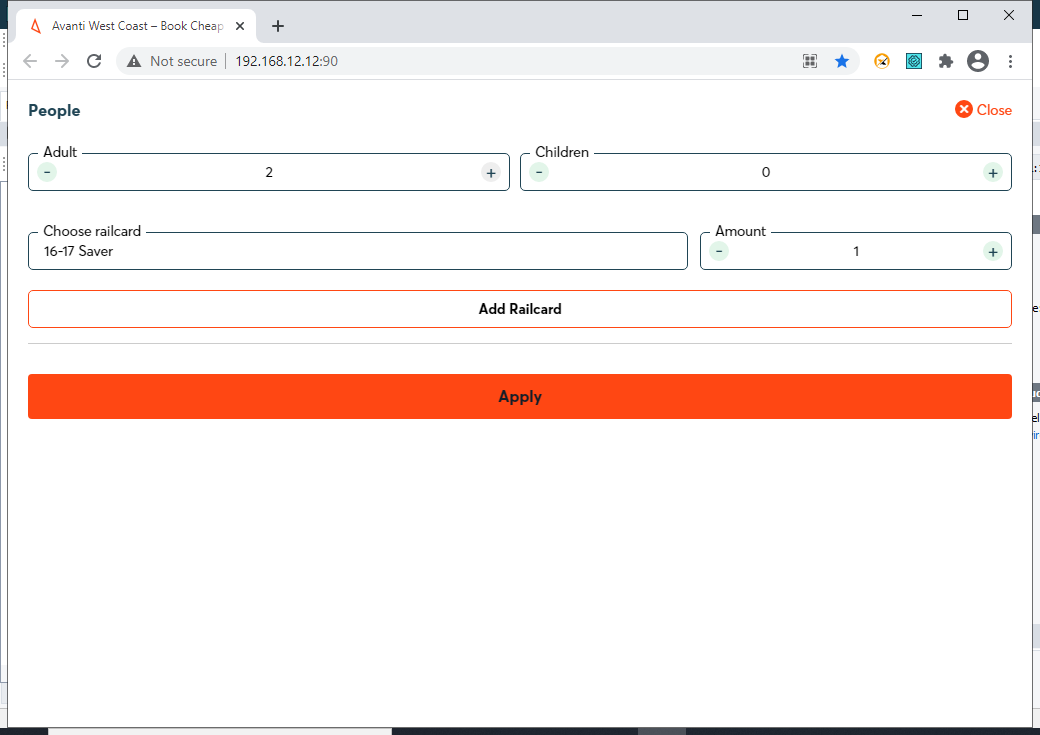 Avanti West Coast – Book Cheap
Not secure
192.168.12.12:90
People
Close
Adult
- 2 +
Children
- 0 +
Choose railcard
16-17 Saver
Amount
- 1 +
Add Railcard
Apply